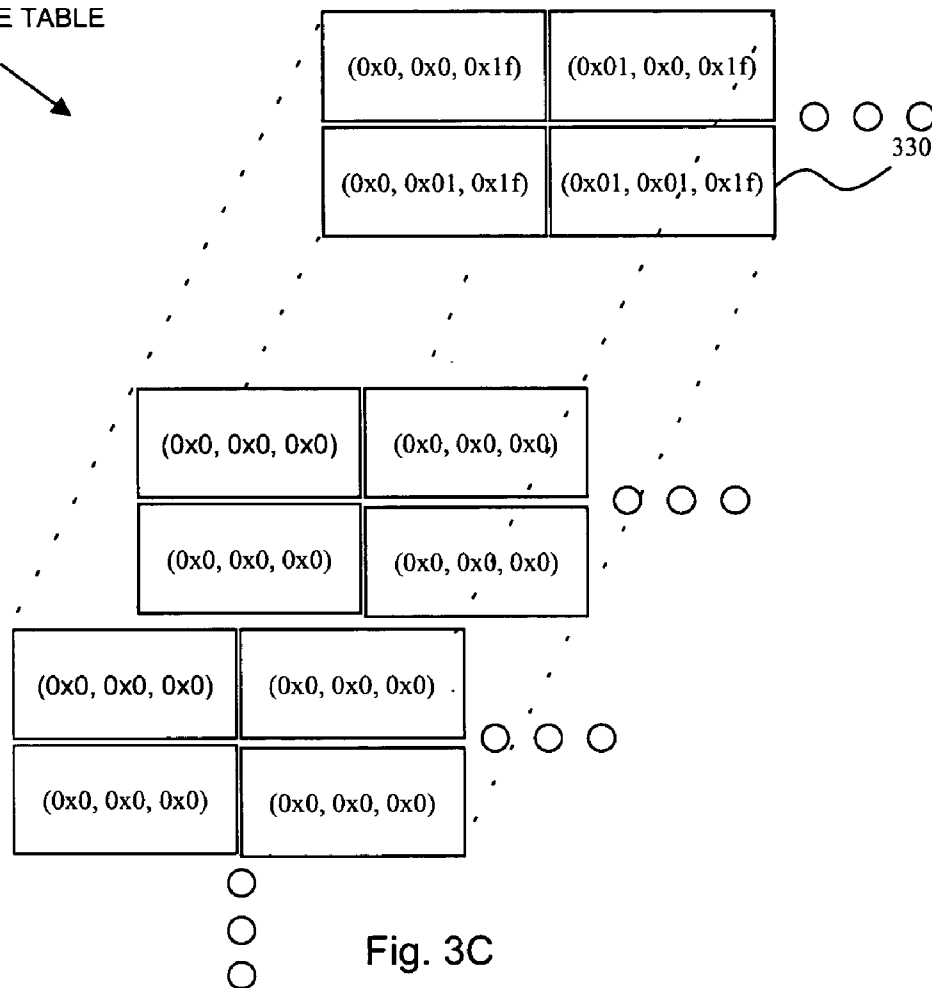 E TABLE
(0x0, 0x0, 0x1f) (0x01, 0x0, 0x1f)
330
(0x0, 0x01, 0x1f) (0x01, 0x01, 0x1f)
(0x0, 0x0, 0x0) (0x0, 0x0, 0x0)
(0x0, 0x0, 0x0) (0x0, 0x0, 0x0)
(0x0, 0x0, 0x0) (0x0, 0x0, 0x0)
(0x0, 0x0, 0x0) (0x0, 0x0, 0x0)
Fig. 3C